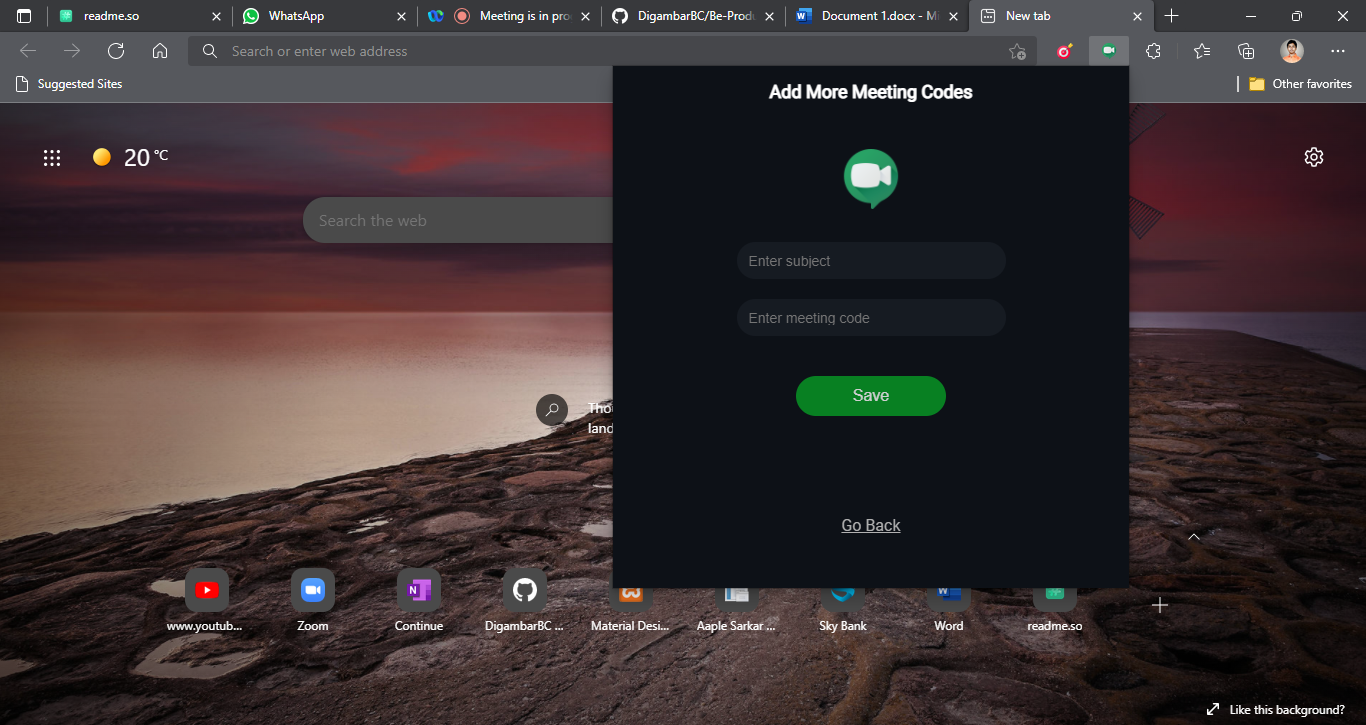 readme.so
WhatsApp
Meeting is in pro
DigambarBC/Be-Produ
Document 1.docx - Mi
New tab
Search or enter web address
Suggested Sites
Other favorites
Add More Meeting Codes
20 °C
Search the web
Enter subject
Enter meeting code
Save
Thou
land
Go Back
www.youtub...
Zoom
Continue
DigambarBC ...
Material Desi...
Aaple Sarkar ...
Sky Bank
Word
readme.so
Like this background?